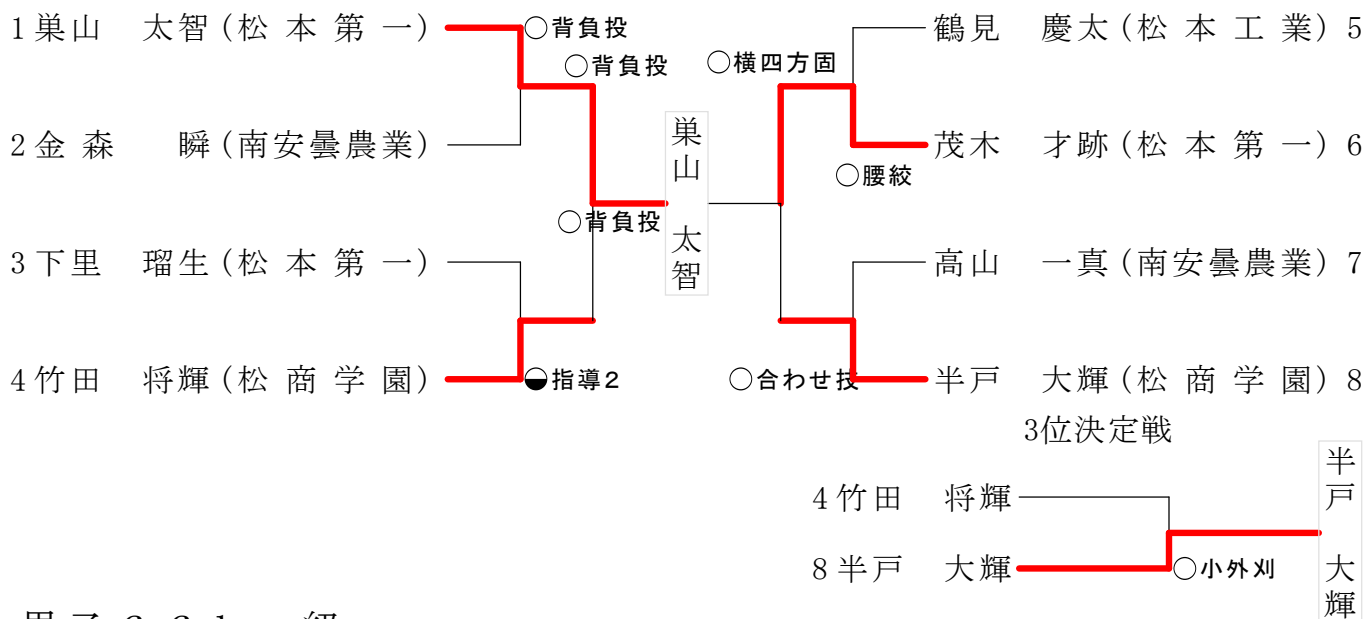 1 巣山 太智 (松本第一)
○背負投
2 金森 瞬 (南安曇農業)
○背負投
3 下里 瑠生 (松本第一)
4 竹田 将輝 (松商学園)
◒指導2
○背負投
巣山 太智
鶴見 慶太 (松本工業) 5
○横四方固
茂木 才跡 (松本第一) 6
○腰絞
高山 一真 (南安曇農業) 7
○合わせ技
半戸 大輝 (松商学園) 8
3位決定戦
4 竹田 将輝
8 半戸 大輝
○小外刈
半戸 大輝